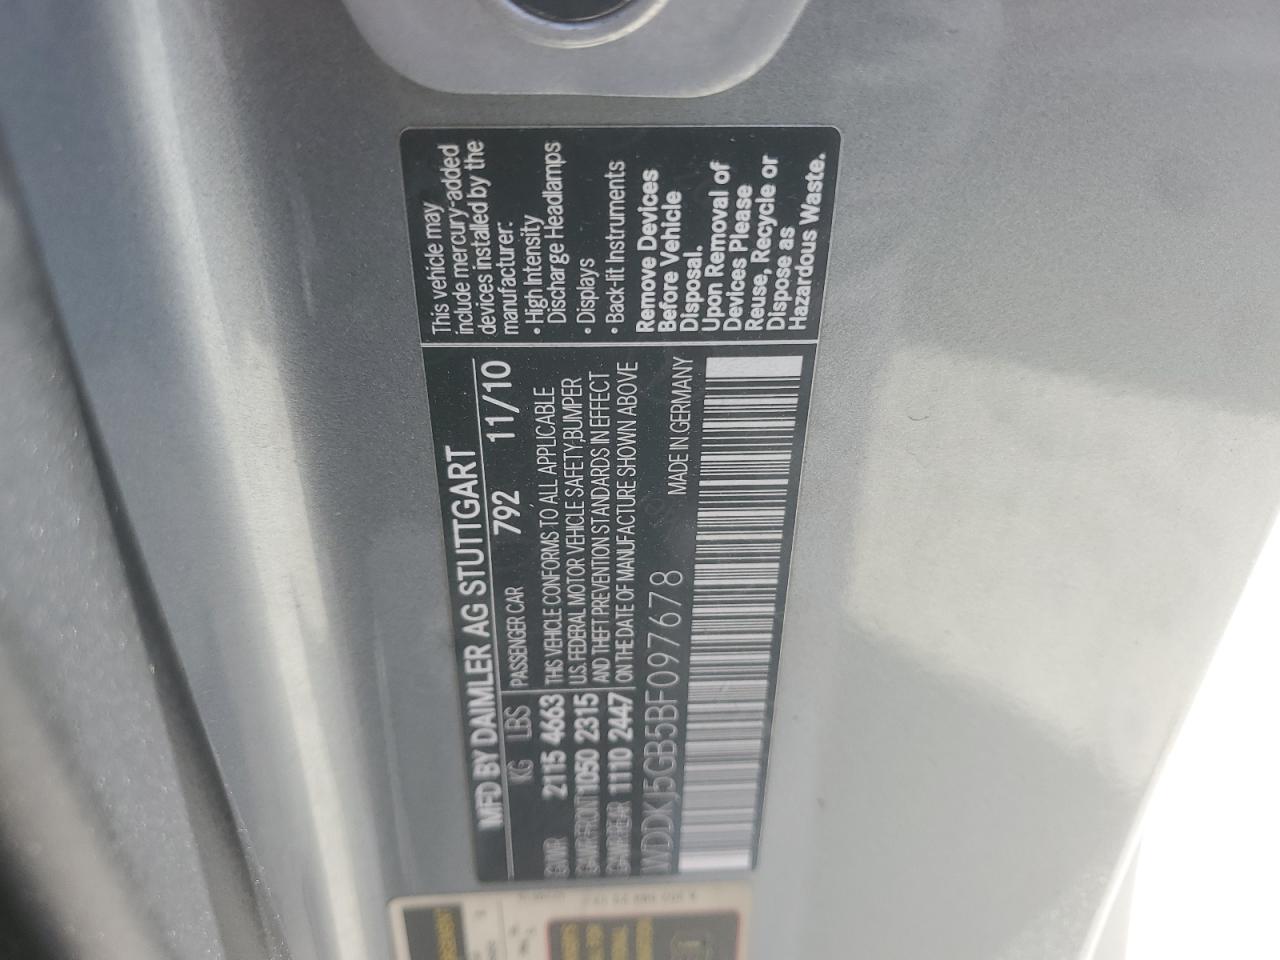 MFD BY DAIMLER AG STUTTGART
KG LBS PASSENGER CAR 792 11/10
GVWR 2115 4663 THIS VEHICLE CONFORMS TO ALL APPLICABLE
GAWR FRONT 1050 2315 U.S. FEDERAL MOTOR VEHICLE SAFETY, BUMPER
GAWR REAR 1110 2447 AND THEFT PREVENTION STANDARDS IN EFFECT
ON THE DATE OF MANUFACTURE SHOWN ABOVE
WDDKJ5GB5BF097678 MADE IN GERMANY
This vehicle may
include mercury-added
devices installed by the
manufacturer:
• High Intensity
Discharge Headlamps
• Displays
• Back-lit Instruments
Remove Devices
Before Vehicle
Disposal.
Upon Removal of
Devices Please
Reuse, Recycle or
Dispose as
Hazardous Waste.